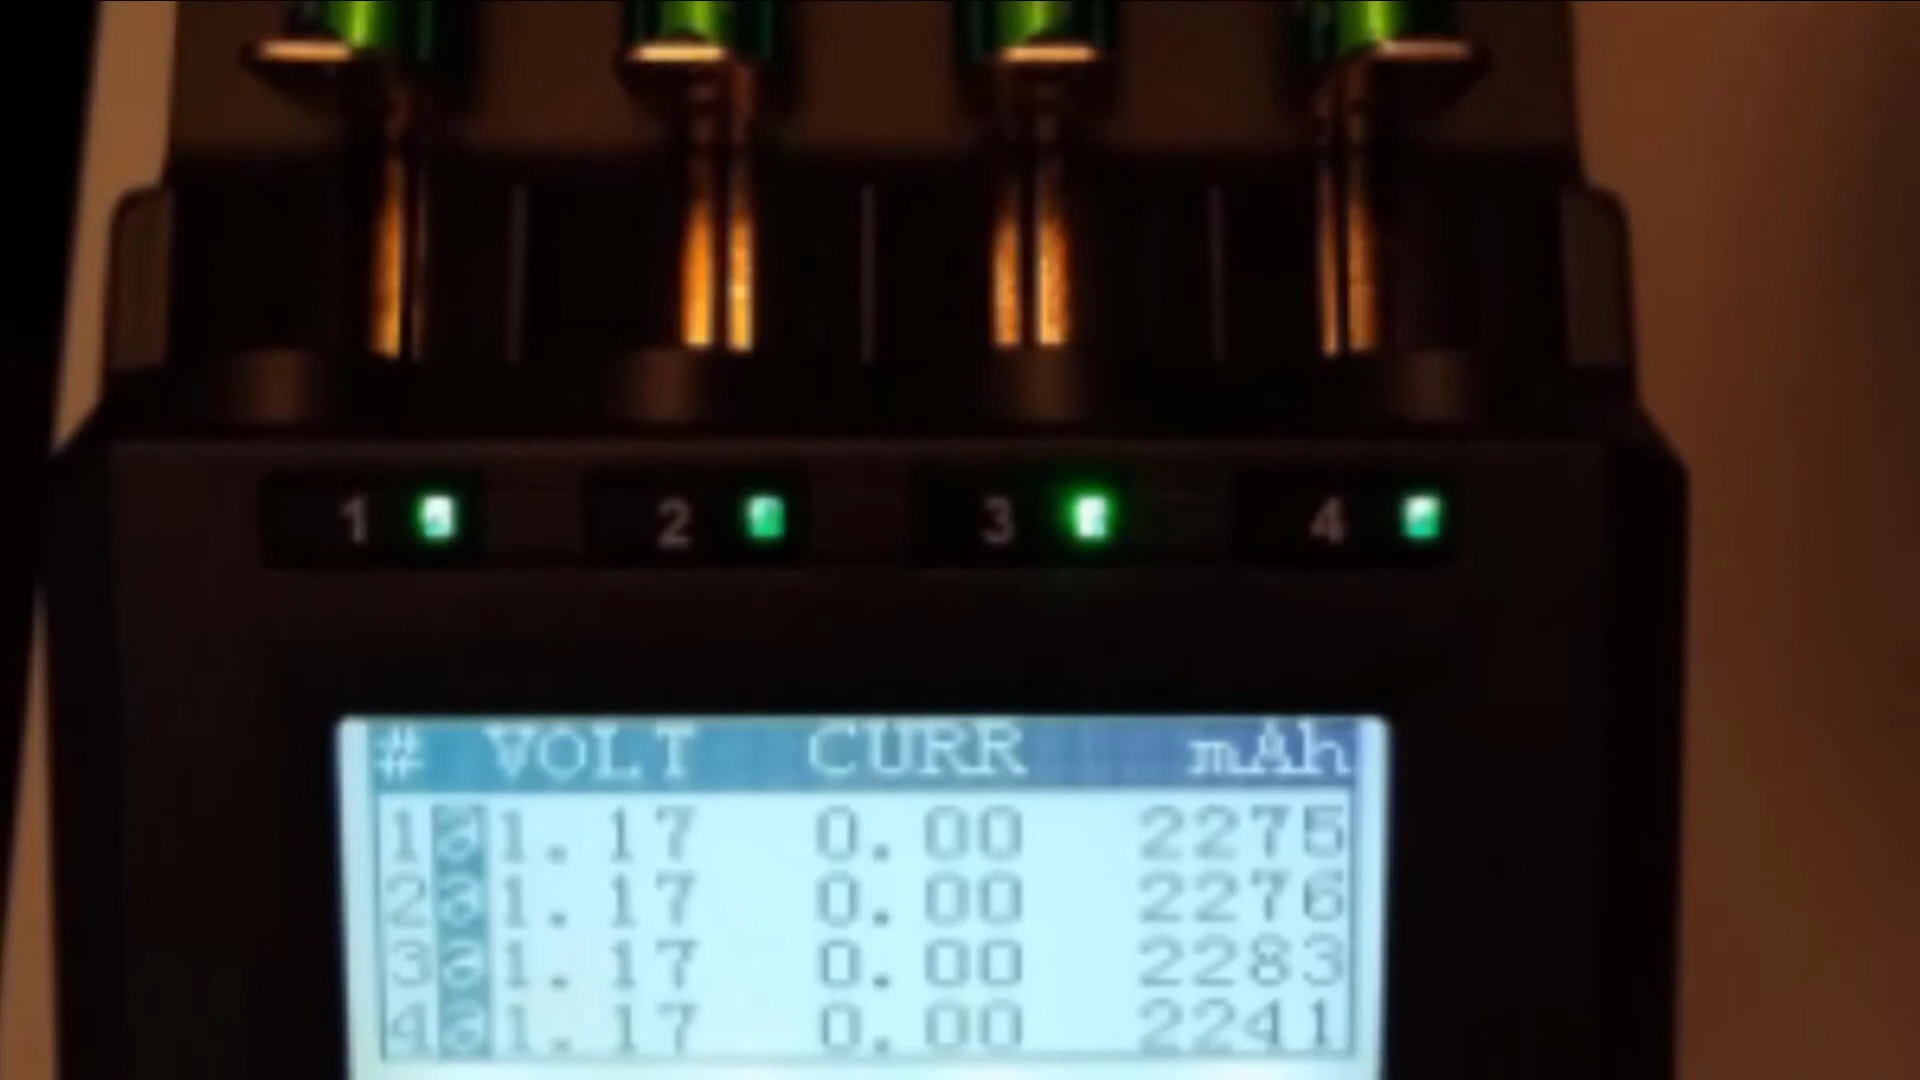 1 2 3 4
# VOLT CURR mAh
1 1.17 0.00 2275
2 1.17 0.00 2276
3 1.17 0.00 2283
4 1.17 0.00 2241